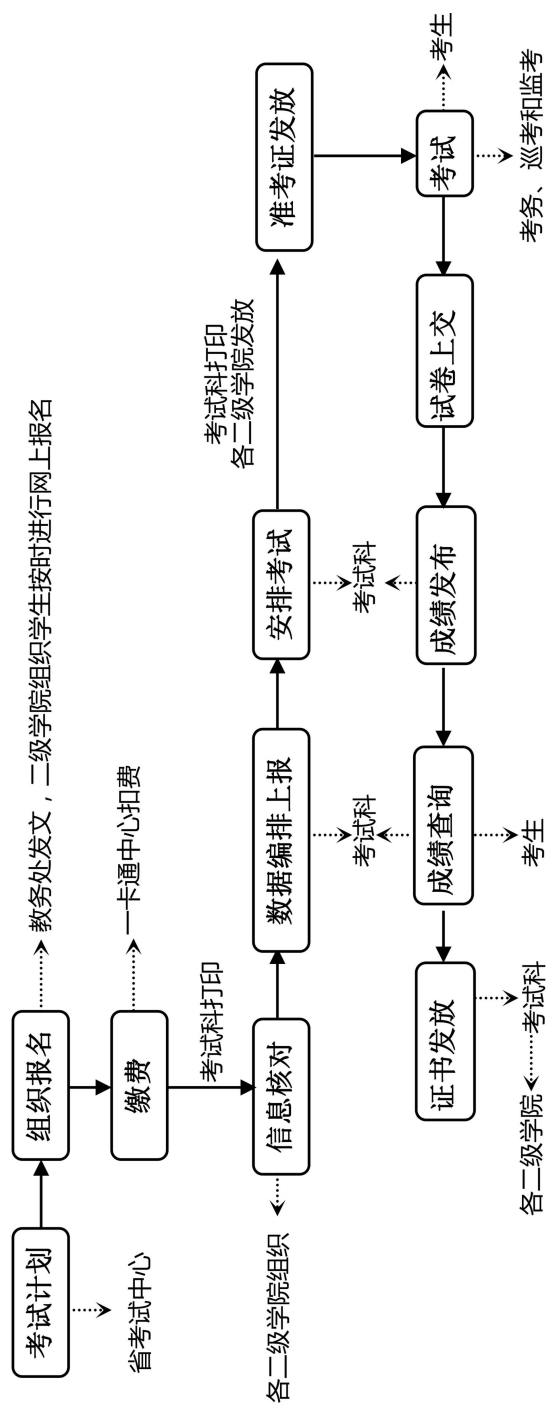 考试计划
省考试中心
组织报名
教务处发文，二级学院组织学生按时进行网上报名
缴费
一卡通中心扣费
考试科打印
信息核对
各二级学院组织
数据编排上报
考试科
安排考试
考试科
考试科打印
各二级学院发放
准考证发放
考试
考生
考务、巡考和监考
试卷上交
成绩发布
成绩查询
考生
证书发放
考试科
各二级学院